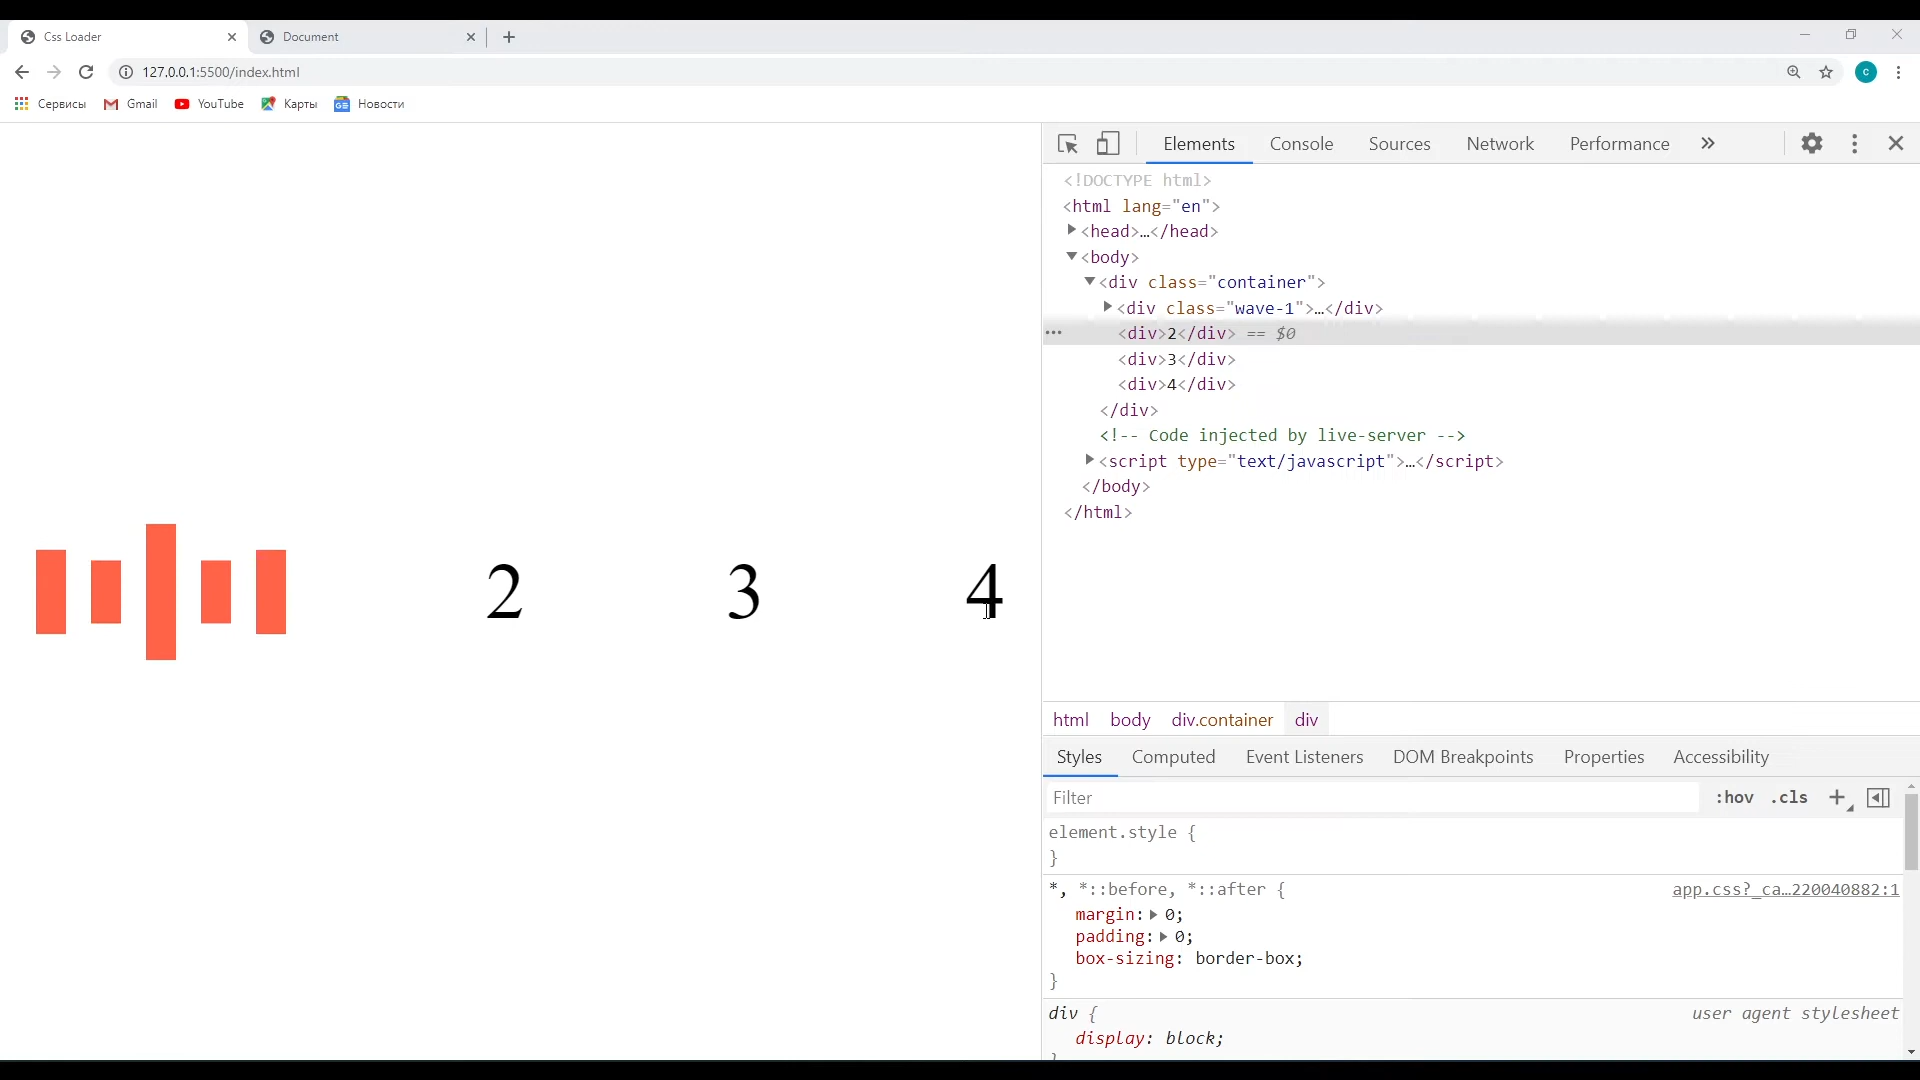 Css Loader
Document
127.0.0.1:5500/index.html
c
Сервисы Gmail YouTube Карты Новости
Elements Console Sources Network Performance
<!DOCTYPE html>
<html lang="en">
<head>…</head>
<body>
<div class="container">
<div class="wave-1">…</div>
<div>2</div> == $0
<div>3</div>
<div>4</div>
</div>
<!-- Code injected by live-server -->
<script type="text/javascript">…</script>
</body>
</html>
2 3 4
html body div.container div
Styles Computed Event Listeners DOM Breakpoints Properties Accessibility
Filter :hov .cls
element.style {
}
*, *::before, *::after { app.css?_ca…220040882:1
margin: 0;
padding: 0;
box-sizing: border-box;
}
div { user agent stylesheet
display: block;
}